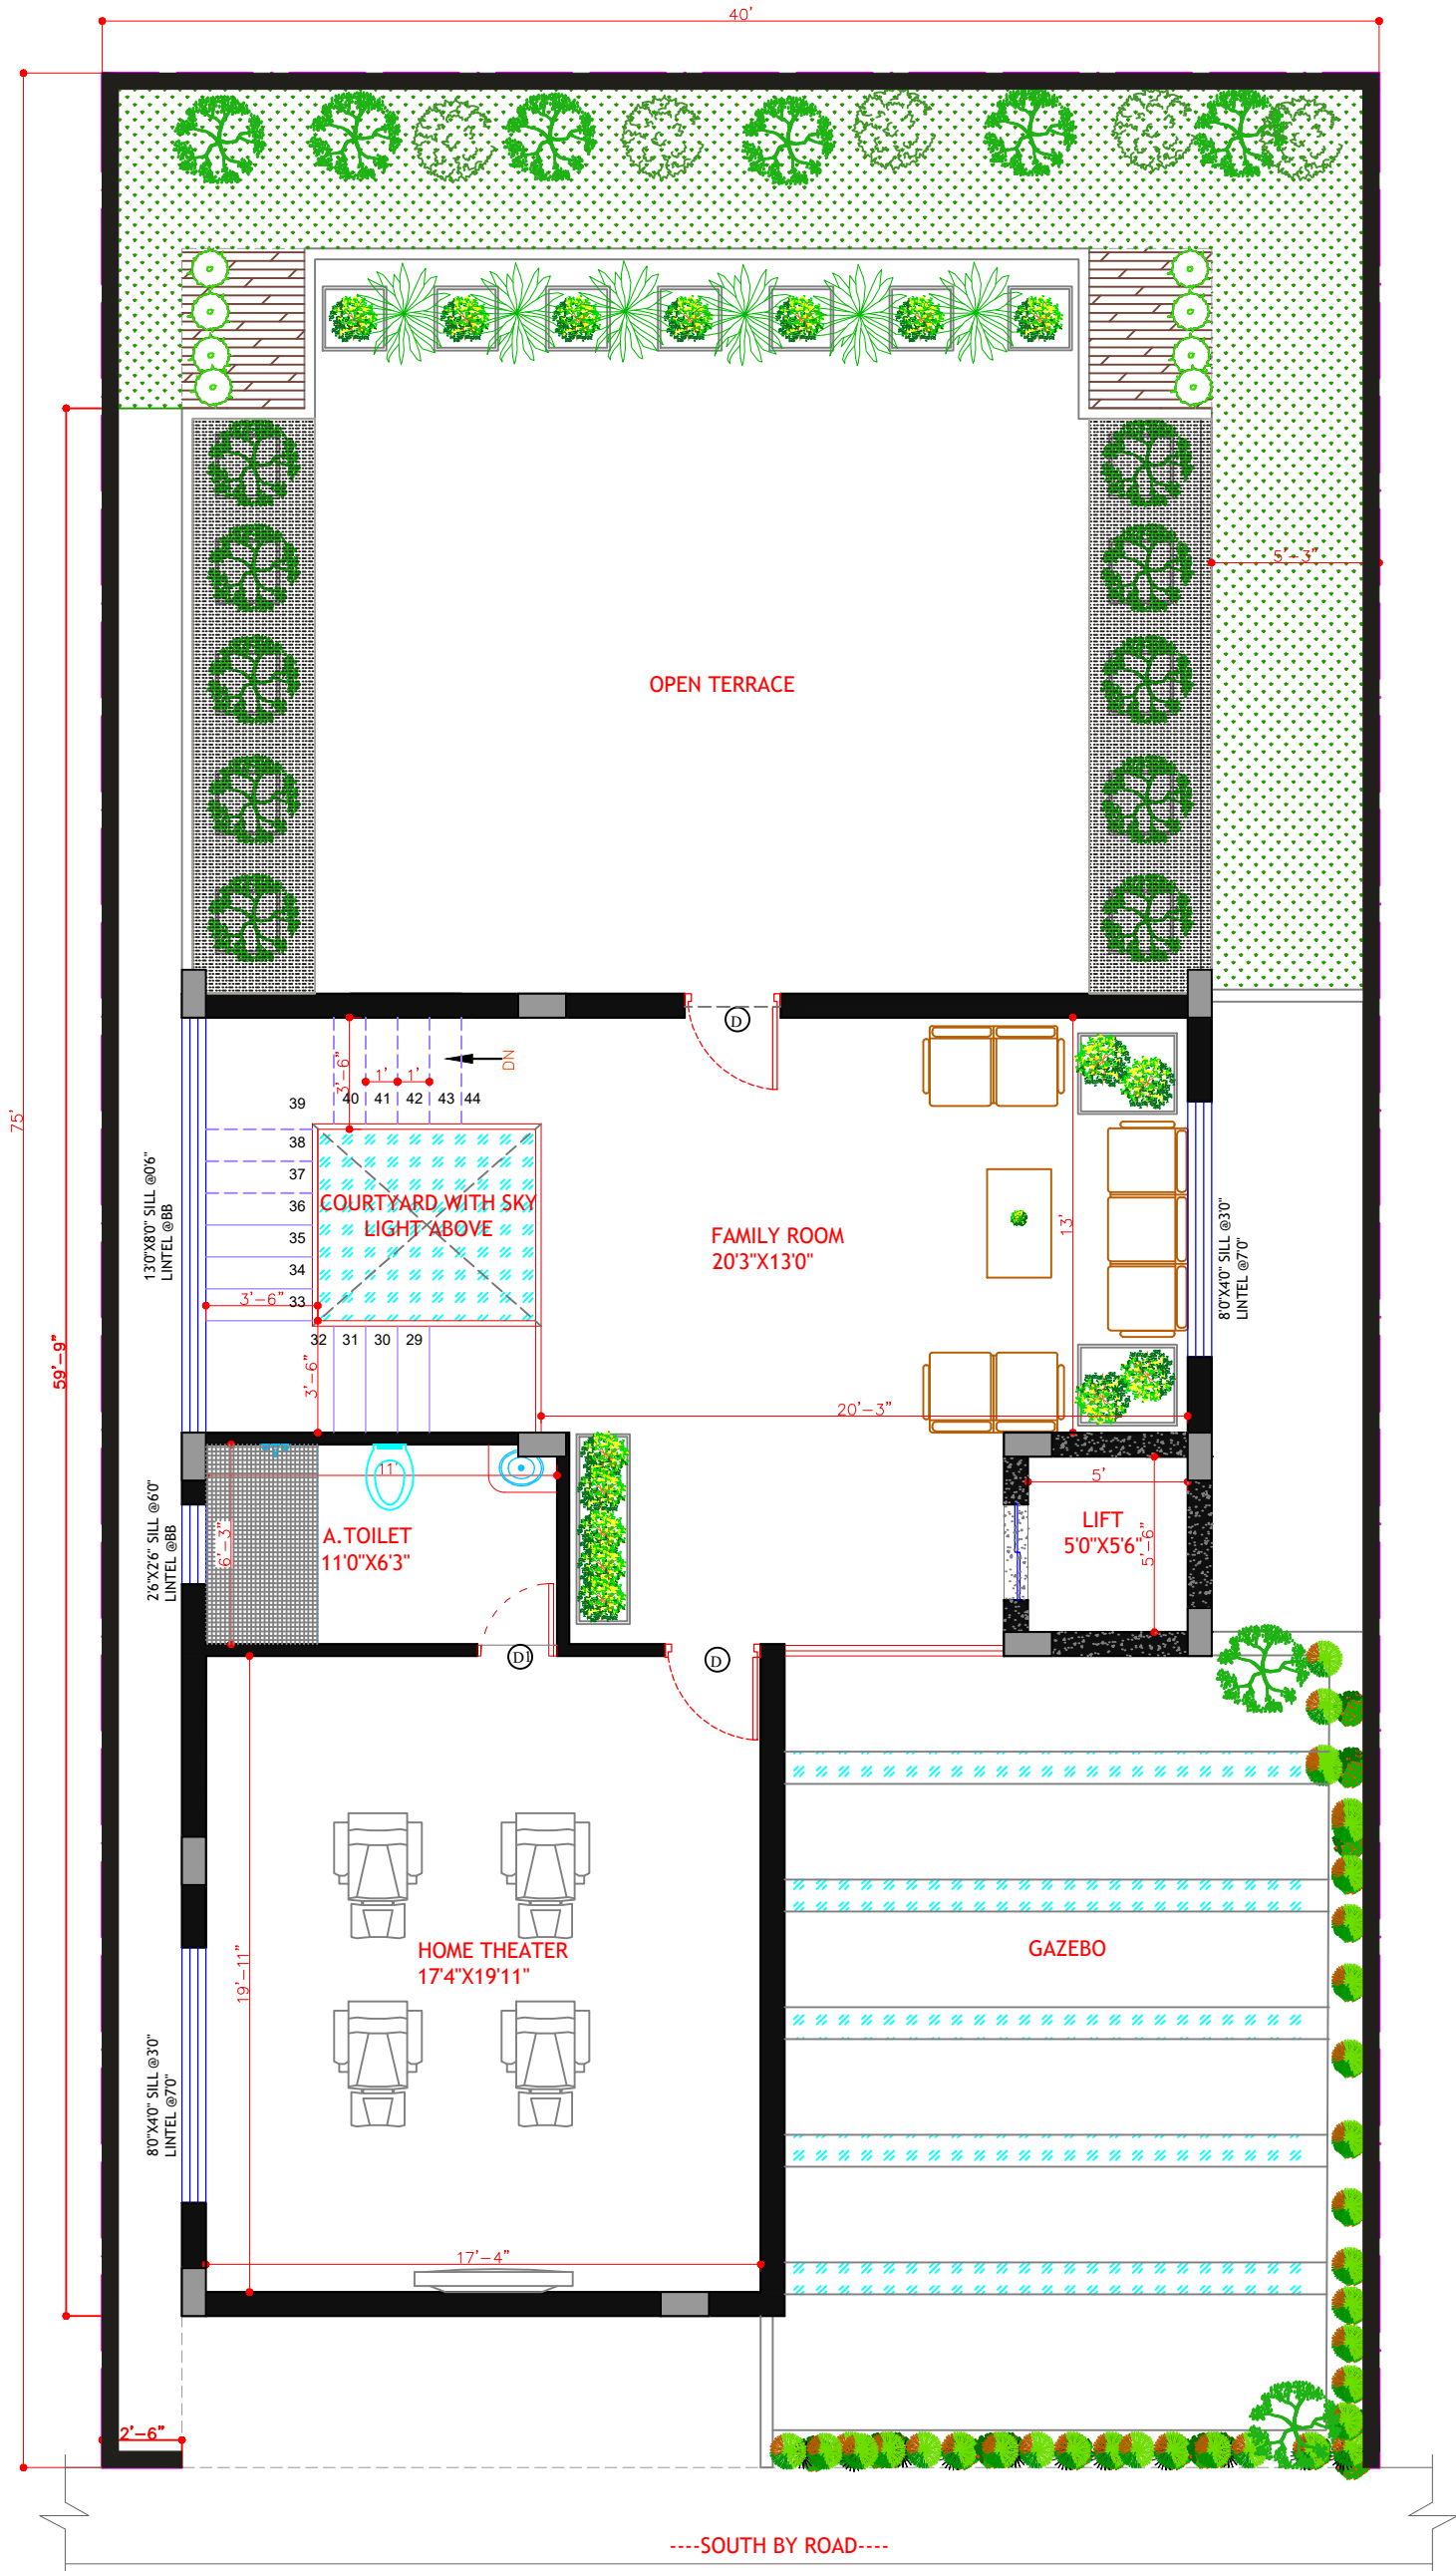 40'
75'
59'-9"
5'-3"
OPEN TERRACE
D
DN
3'-6"
1'
1'
39
40
41
42
43
44
38
37
36
35
34
33
32
31
30
29
COURTYARD WITH SKY
LIGHT ABOVE
3'-6"
3'-6"
13'0"X8'0" SILL @0'6"
LINTEL @BB
FAMILY ROOM
20'3"X13'0"
13'
20'-3"
8'0"X4'0" SILL @3'0"
LINTEL @7'0"
11'
A.TOILET
11'0"X6'3"
6'-3"
2'6"X2'6" SILL @6'0"
LINTEL @BB
5'
LIFT
5'0"X5'6"
5'-6"
D1
D
HOME THEATER
17'4"X19'11"
19'-11"
17'-4"
8'0"X4'0" SILL @3'0"
LINTEL @7'0"
GAZEBO
2'-6"
----SOUTH BY ROAD----